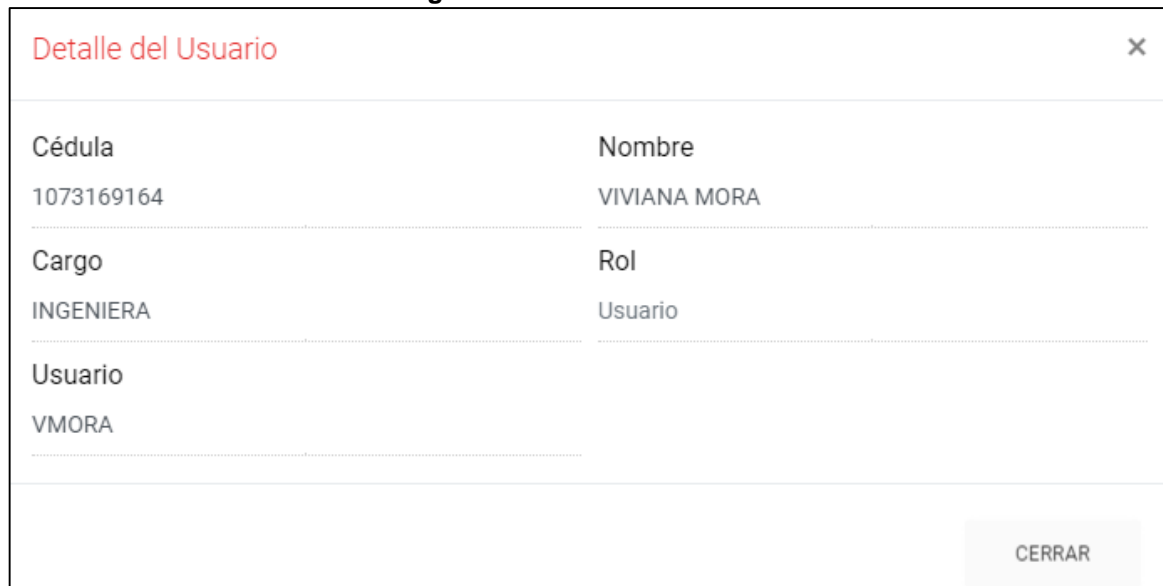 Detalle del Usuario ×
Cédula Nombre
1073169164 VIVIANA MORA
Cargo Rol
INGENIERA Usuario
Usuario
VMORA
CERRAR